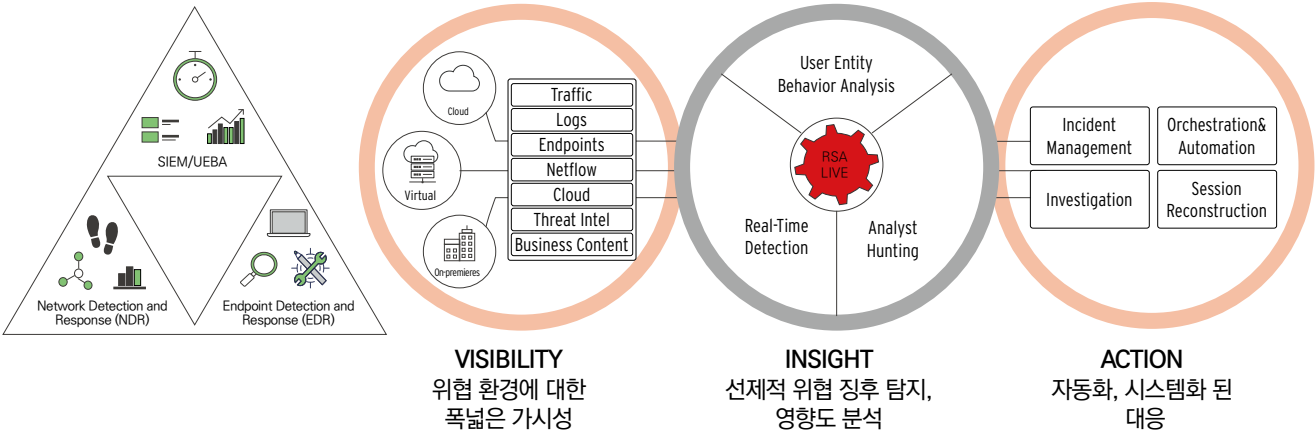 SIEM/UEBA
Network Detection and
Response (NDR)
Endpoint Detection and
Response (EDR)
Cloud
Virtual
On-premieres
Traffic
Logs
Endpoints
Netflow
Cloud
Threat Intel
Business Content
VISIBILITY
위협 환경에 대한
폭넓은 가시성
User Entity
Behavior Analysis
RSA
LIVE
Real-Time
Detection
Analyst
Hunting
INSIGHT
선제적 위협 징후 탐지,
영향도 분석
Incident
Management
Orchestration&
Automation
Investigation
Session
Reconstruction
ACTION
자동화, 시스템화 된
대응